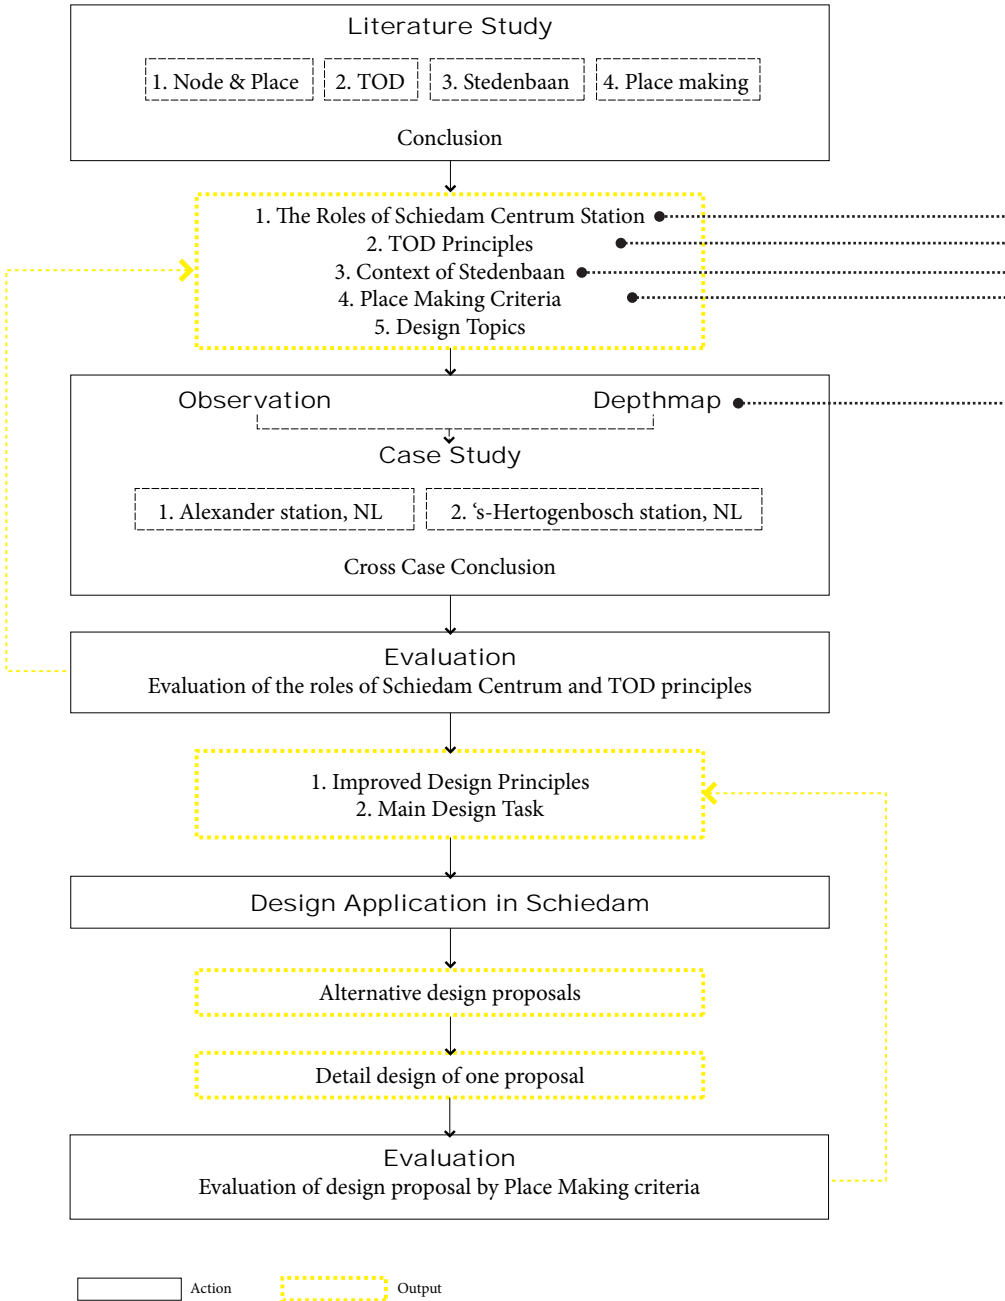 Literature Study
1. Node & Place 2. TOD 3. Stedenbaan 4. Place making
Conclusion
1. The Roles of Schiedam Centrum Station
2. TOD Principles
3. Context of Stedenbaan
4. Place Making Criteria
5. Design Topics
Observation Depthmap
Case Study
1. Alexander station, NL 2. ‘s-Hertogenbosch station, NL
Cross Case Conclusion
Evaluation
Evaluation of the roles of Schiedam Centrum and TOD principles
1. Improved Design Principles
2. Main Design Task
Design Application in Schiedam
Alternative design proposals
Detail design of one proposal
Evaluation
Evaluation of design proposal by Place Making criteria
Action Output